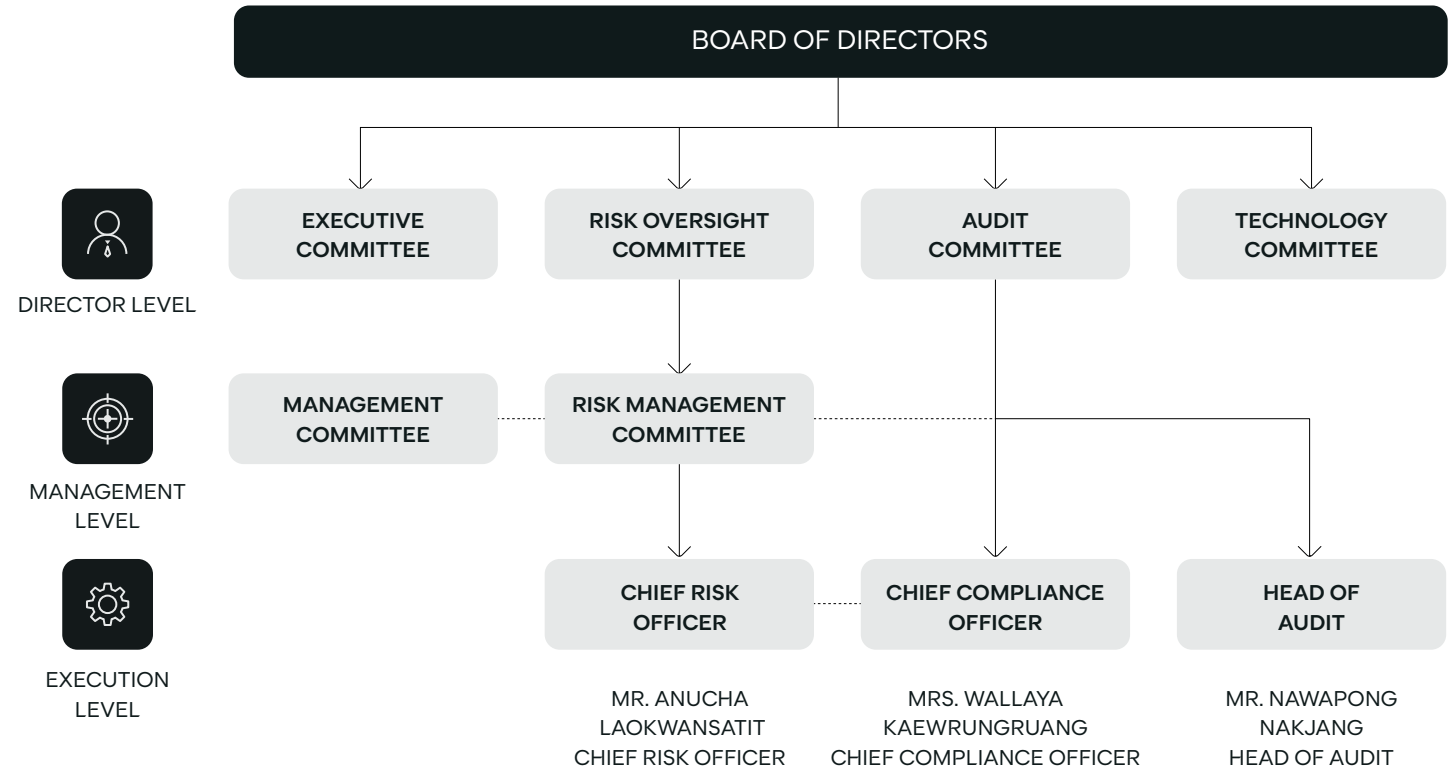 BOARD OF DIRECTORS
EXECUTIVE
COMMITTEE
RISK OVERSIGHT
COMMITTEE
AUDIT
COMMITTEE
TECHNOLOGY
COMMITTEE
DIRECTOR LEVEL
MANAGEMENT
COMMITTEE
RISK MANAGEMENT
COMMITTEE
MANAGEMENT
LEVEL
CHIEF RISK
OFFICER
CHIEF COMPLIANCE
OFFICER
HEAD OF
AUDIT
EXECUTION
LEVEL
MR. ANUCHA
LAOKWANSATIT
CHIEF RISK OFFICER
MRS. WALLAYA
KAEWRUNGRUANG
CHIEF COMPLIANCE OFFICER
MR. NAWAPONG
NAKJANG
HEAD OF AUDIT